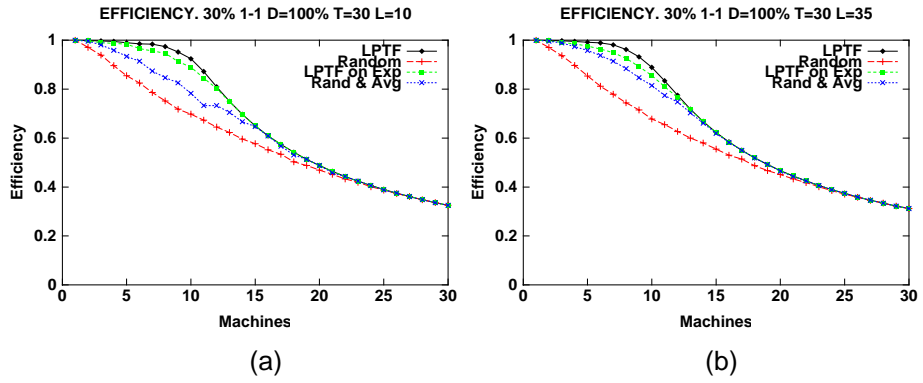 EFFICIENCY. 30% 1-1 D=100% T=30 L=10
LPTF
Random
LPTF on Exp
Rand & Avg
Efficiency
1
0.8
0.6
0.4
0.2
0
0 5 10 15 20 25 30
Machines
(a)
EFFICIENCY. 30% 1-1 D=100% T=30 L=35
LPTF
Random
LPTF on Exp
Rand & Avg
Efficiency
1
0.8
0.6
0.4
0.2
0
0 5 10 15 20 25 30
Machines
(b)